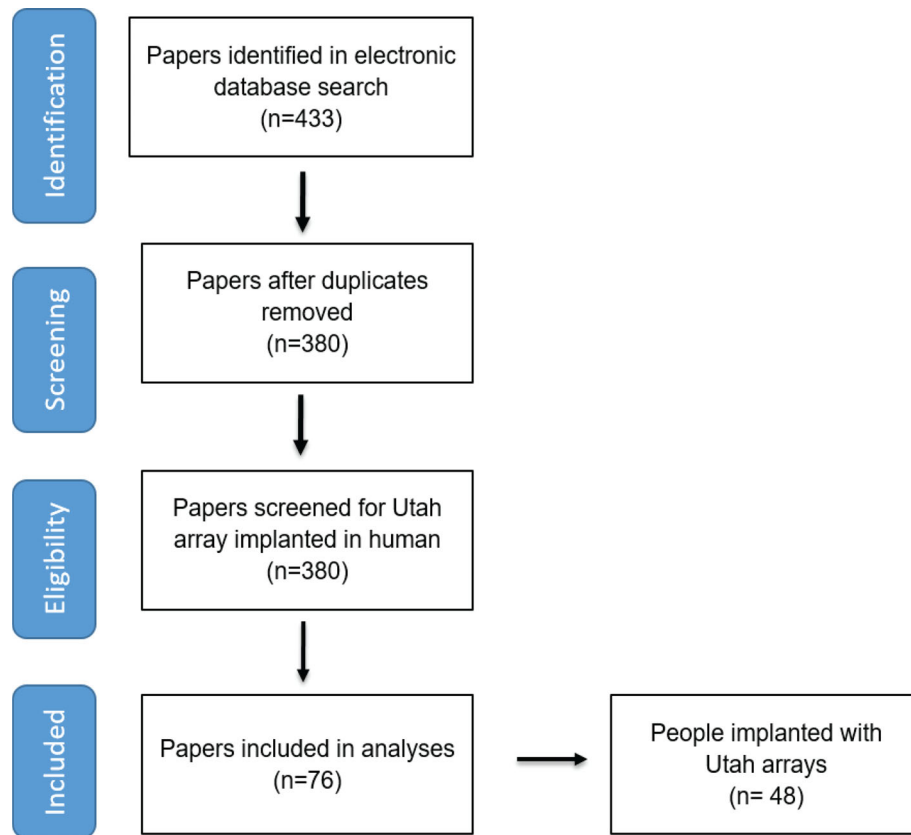 Identification
Papers identified in electronic
database search
(n=433)
Screening
Papers after duplicates
removed
(n=380)
Eligibility
Papers screened for Utah
array implanted in human
(n=380)
Included
Papers included in analyses
(n=76)
People implanted with
Utah arrays
(n= 48)